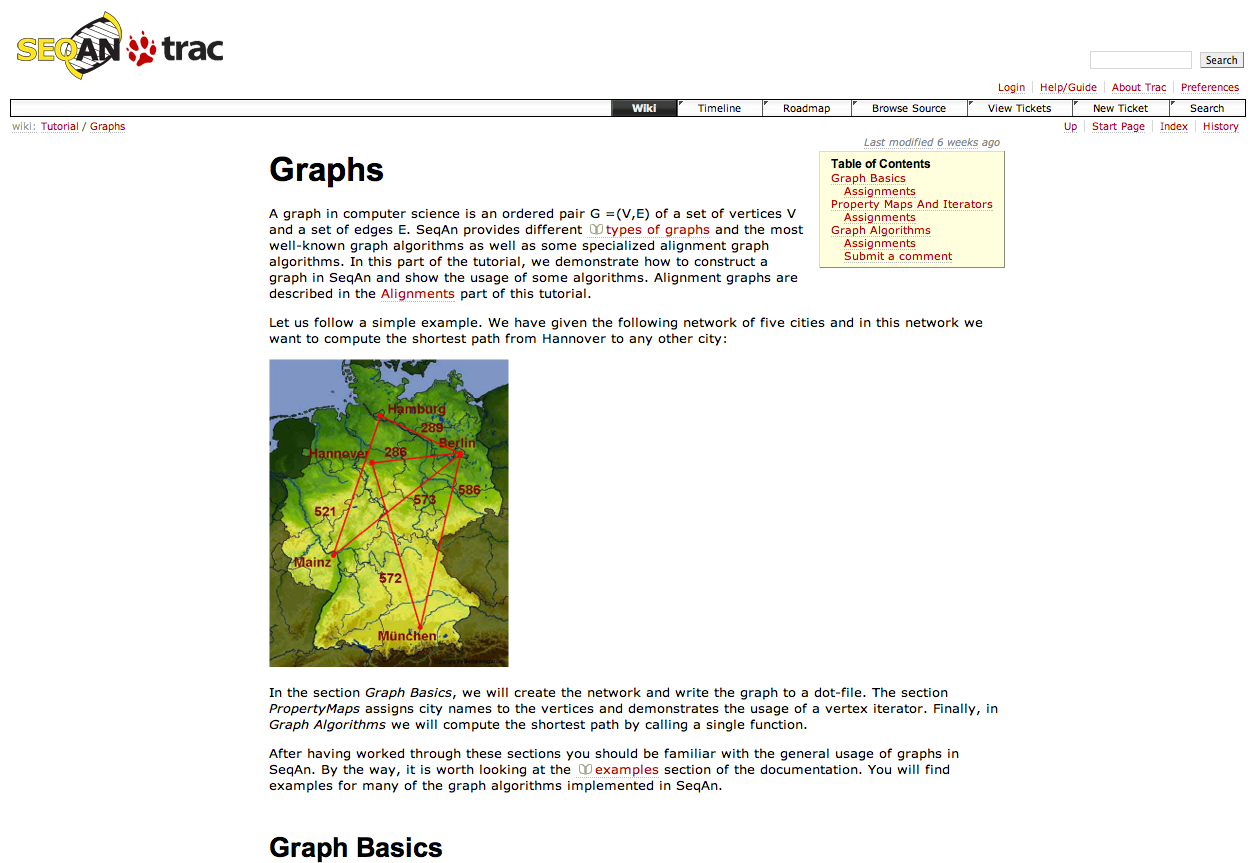 SEQAN trac
Search
Login Help/Guide About Trac Preferences
Wiki Timeline Roadmap Browse Source View Tickets New Ticket Search
wiki: Tutorial / Graphs
Up Start Page Index History
Last modified 6 weeks ago
Graphs
Table of Contents
Graph Basics
Assignments
Property Maps And Iterators
Assignments
Graph Algorithms
Assignments
Submit a comment
A graph in computer science is an ordered pair G =(V,E) of a set of vertices V
and a set of edges E. SeqAn provides different types of graphs and the most
well-known graph algorithms as well as some specialized alignment graph
algorithms. In this part of the tutorial, we demonstrate how to construct a
graph in SeqAn and show the usage of some algorithms. Alignment graphs are
described in the Alignments part of this tutorial.
Let us follow a simple example. We have given the following network of five cities and in this network we
want to compute the shortest path from Hannover to any other city:
Hamburg
289
Berlin
Hannover 286
586
573
521
Mainz
572
München
In the section Graph Basics, we will create the network and write the graph to a dot-file. The section
PropertyMaps assigns city names to the vertices and demonstrates the usage of a vertex iterator. Finally, in
Graph Algorithms we will compute the shortest path by calling a single function.
After having worked through these sections you should be familiar with the general usage of graphs in
SeqAn. By the way, it is worth looking at the examples section of the documentation. You will find
examples for many of the graph algorithms implemented in SeqAn.
Graph Basics